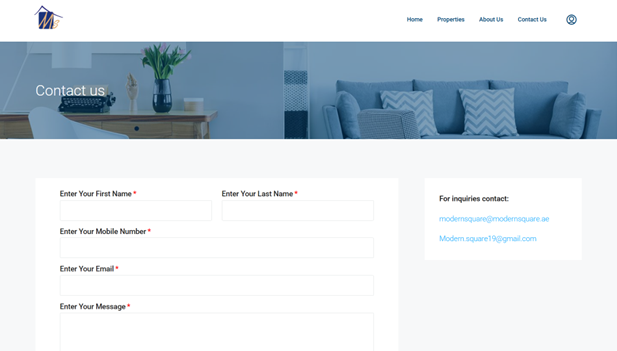 Home Properties About Us Contact Us
Contact us
Enter Your First Name * Enter Your Last Name *
Enter Your Mobile Number *
Enter Your Email *
Enter Your Message *
For inquiries contact:
modernsquare@modernsquare.ae
Modern.square19@gmail.com